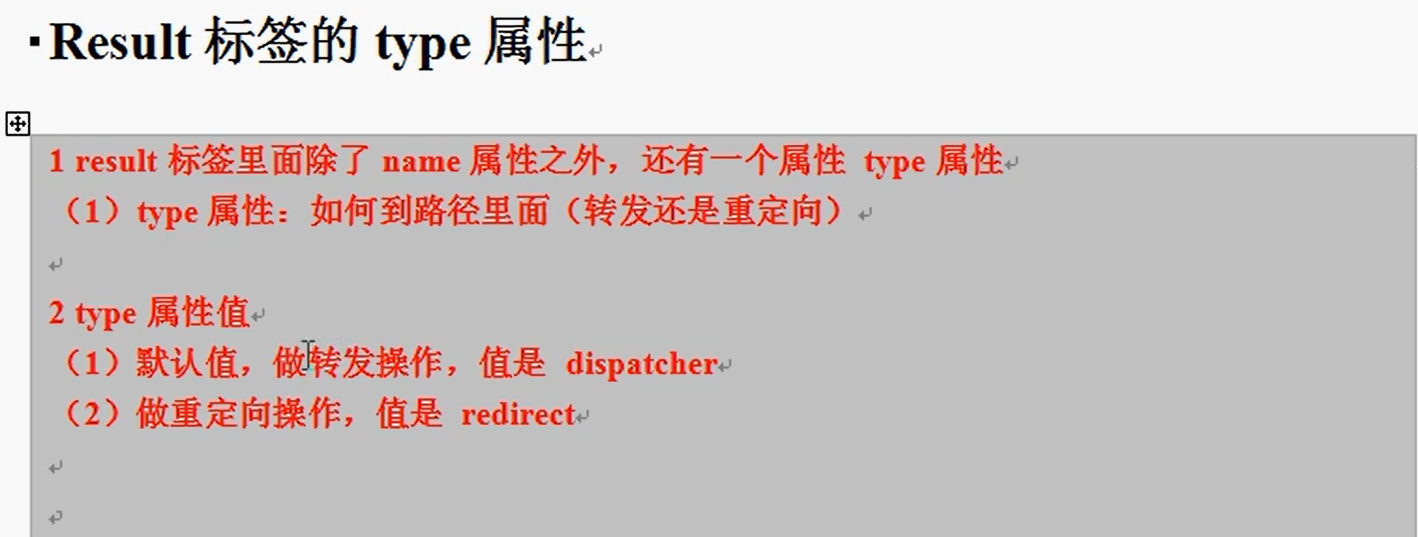 Result 标签的 type 属性
1 result 标签里面除了 name 属性之外，还有一个属性 type 属性
（1）type 属性：如何到路径里面（转发还是重定向）
2 type 属性值
（1）默认值，做转发操作，值是 dispatcher
（2）做重定向操作，值是 redirect